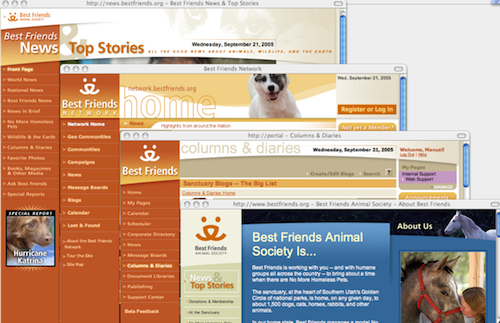 http://news.bestfriends.org - Best Friends News & Top Stories
Best Friends
ANIMAL SOCIETY
Best Friends
News & Top Stories
Wednesday, September 21, 2005
ALL THE GOOD NEWS ABOUT ANIMALS, WILDLIFE, AND THE EARTH
Front Page
World News
National News
Best Friends News
News in Brief
No More Homeless
Pets
Wildlife & the Earth
Columns & Diaries
Favorite Photos
Books, Magazines
& Other Media
Ask Best Friends
Special Reports
SPECIAL REPORT
Hurricane
Katrina
Best Friends Network
Best Friends
NETWORK
network.bestfriends.org
home
News
Highlights from around the Nation
Wed. September 21, 2005
Register or Log In
Not yet a Member?
Network Home
Geo Communities
Communities
Campaigns
News
Message Boards
Blogs
Calendar
Lost & Found
About the Best Friends
Network
Tour the Site
Site Map
http://portal - Columns & Diaries
Best Friends
columns & diaries
Wednesday, September 21, 2005
Create/Edit Blogs
Search
Sanctuary Blogs - The Big List
Columns & Diaries Home
Welcome, Manuel!
Log Out
My Pages
Internal Support
Web Support
MANAGE
Home
My Pages
Calendar
Scheduler
Corporate Directory
News
Message Boards
Columns & Diaries
Document Libraries
Publishing
Support Center
Beta Feedback
http://www.bestfriends.org - Best Friends Animal Society - About Best Friends
Best Friends
ANIMAL SOCIETY
News &
Top Stories
Donations & Membership
At the Sanctuary
About Us
Best Friends Animal
Society Is...
Best Friends is working with you – and with humane
groups all across the country – to bring about a time
when there are No More Homeless Pets.
The sanctuary, at the heart of Southern Utah's Golden
Circle of national parks, is home, on any given day, to
about 1,500 dogs, cats, horses, rabbits, and other
animals.